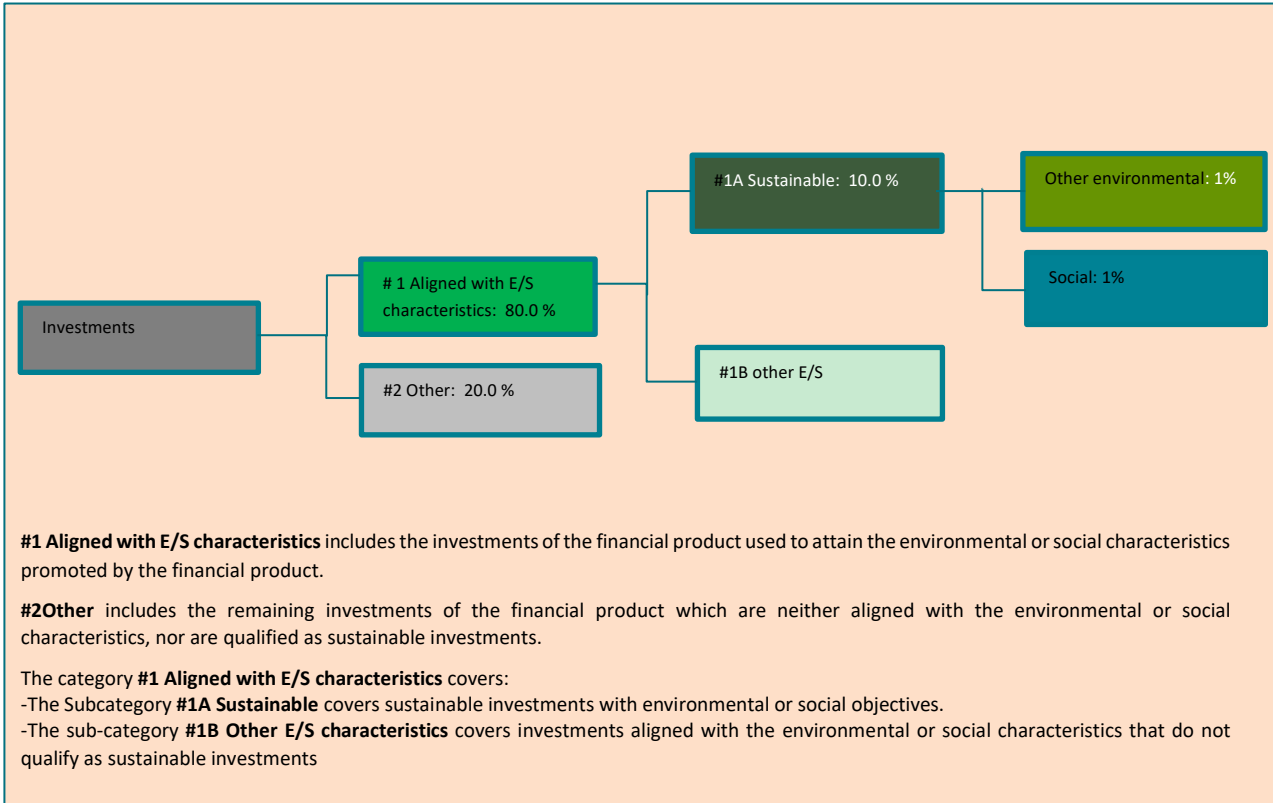 #1A Sustainable: 10.0 %
Other environmental: 1%
# 1 Aligned with E/S
characteristics: 80.0 %
Social: 1%
Investments
#2 Other: 20.0 %
#1B other E/S
#1 Aligned with E/S characteristics includes the investments of the financial product used to attain the environmental or social characteristics
promoted by the financial product.
#2Other includes the remaining investments of the financial product which are neither aligned with the environmental or social
characteristics, nor are qualified as sustainable investments.
The category #1 Aligned with E/S characteristics covers:
-The Subcategory #1A Sustainable covers sustainable investments with environmental or social objectives.
-The sub-category #1B Other E/S characteristics covers investments aligned with the environmental or social characteristics that do not
qualify as sustainable investments